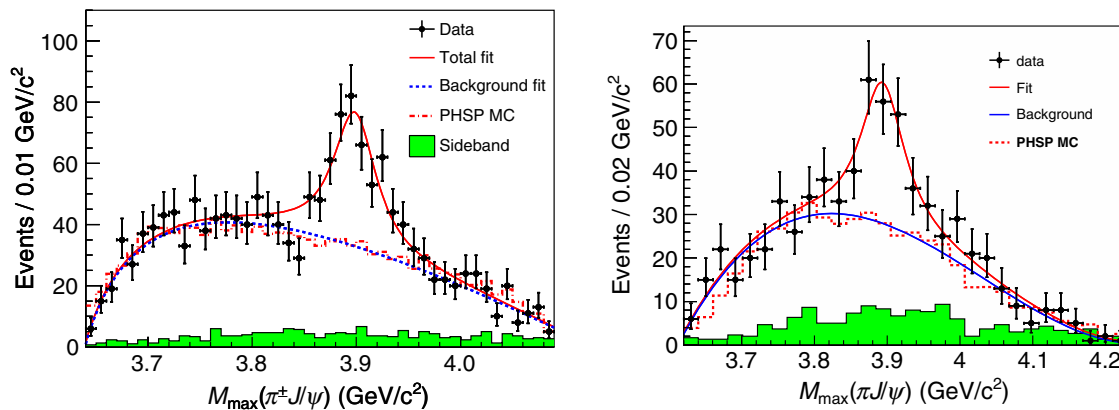 100
80
60
40
20
0
Events / 0.01 GeV/c²
Data
Total fit
Background fit
PHSP MC
Sideband
3.7 3.8 3.9 4.0
M_max(π±J/ψ) (GeV/c²)
70
60
50
40
30
20
10
0
Events / 0.02 GeV/c²
data
Fit
Background
PHSP MC
3.7 3.8 3.9 4 4.1 4.2
M_max(πJ/ψ) (GeV/c²)